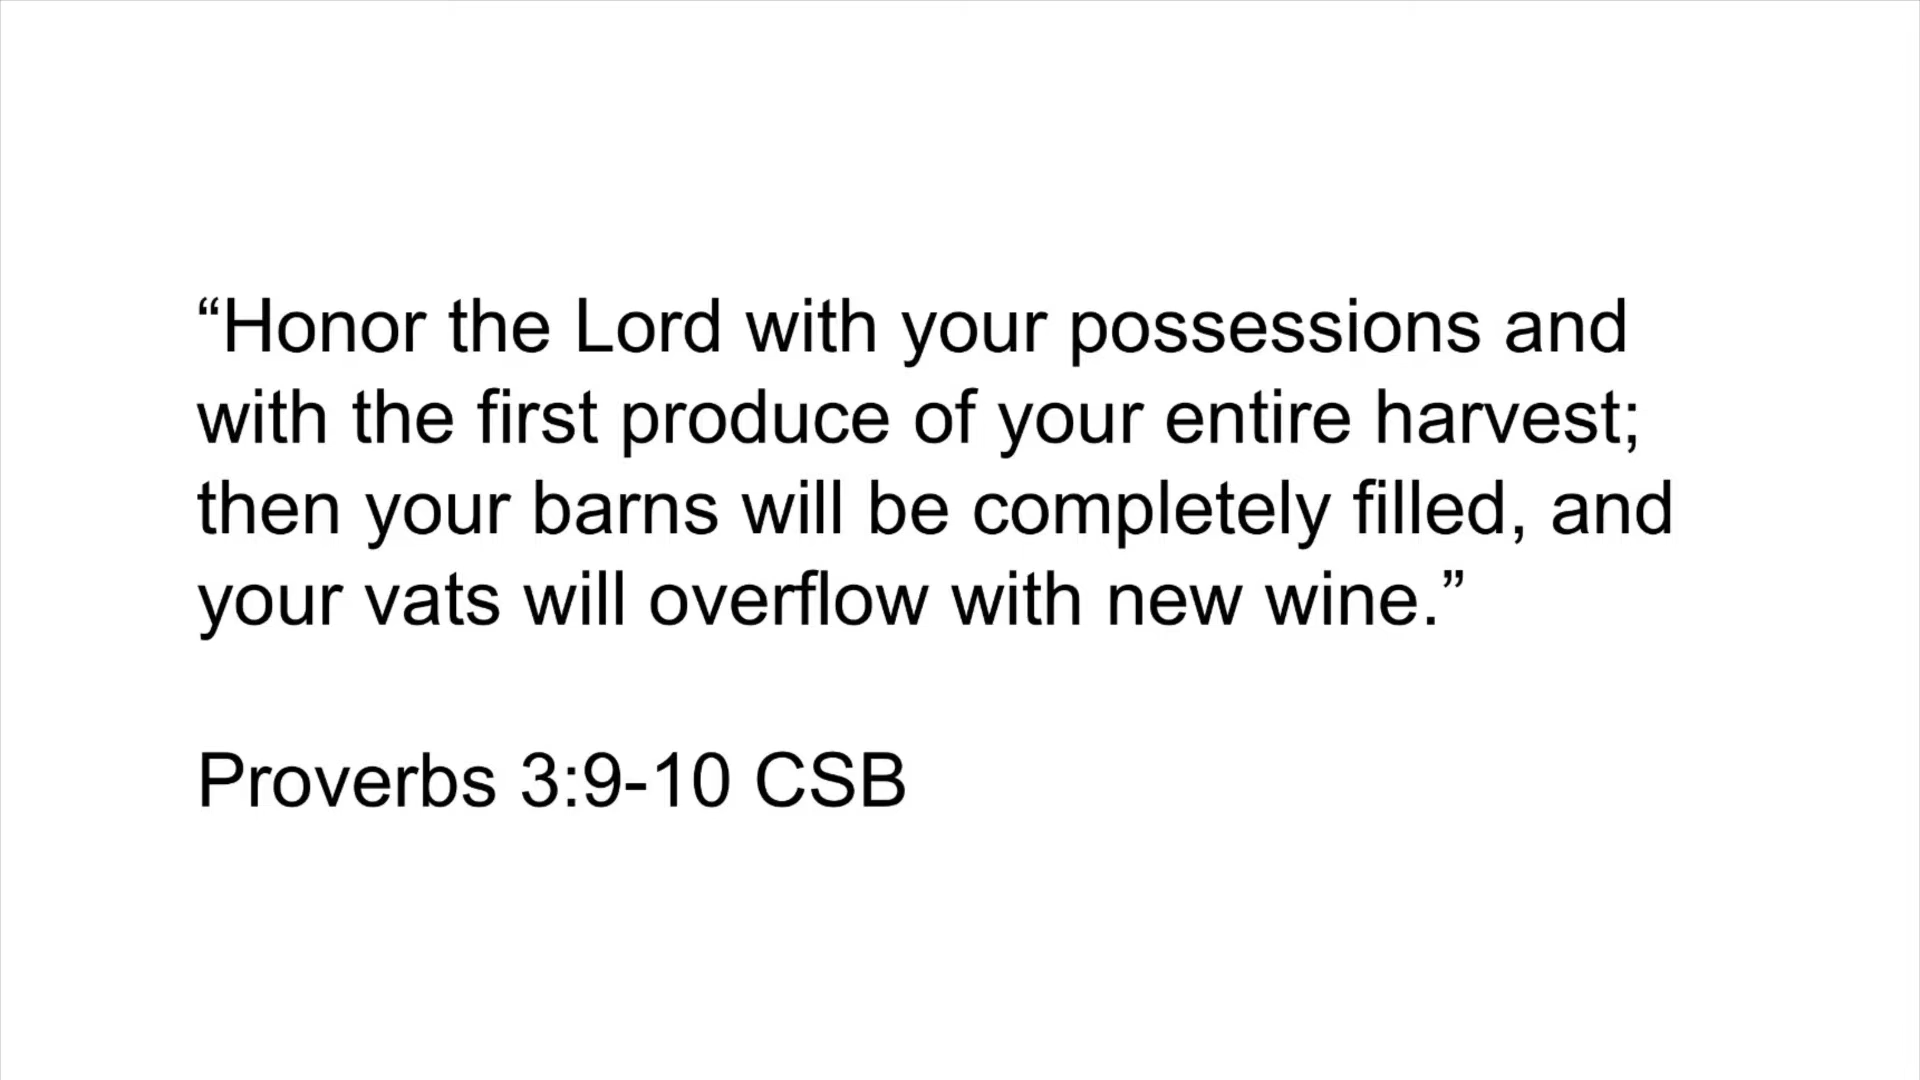 “Honor the Lord with your possessions and
with the first produce of your entire harvest;
then your barns will be completely filled, and
your vats will overflow with new wine.”
Proverbs 3:9-10 CSB